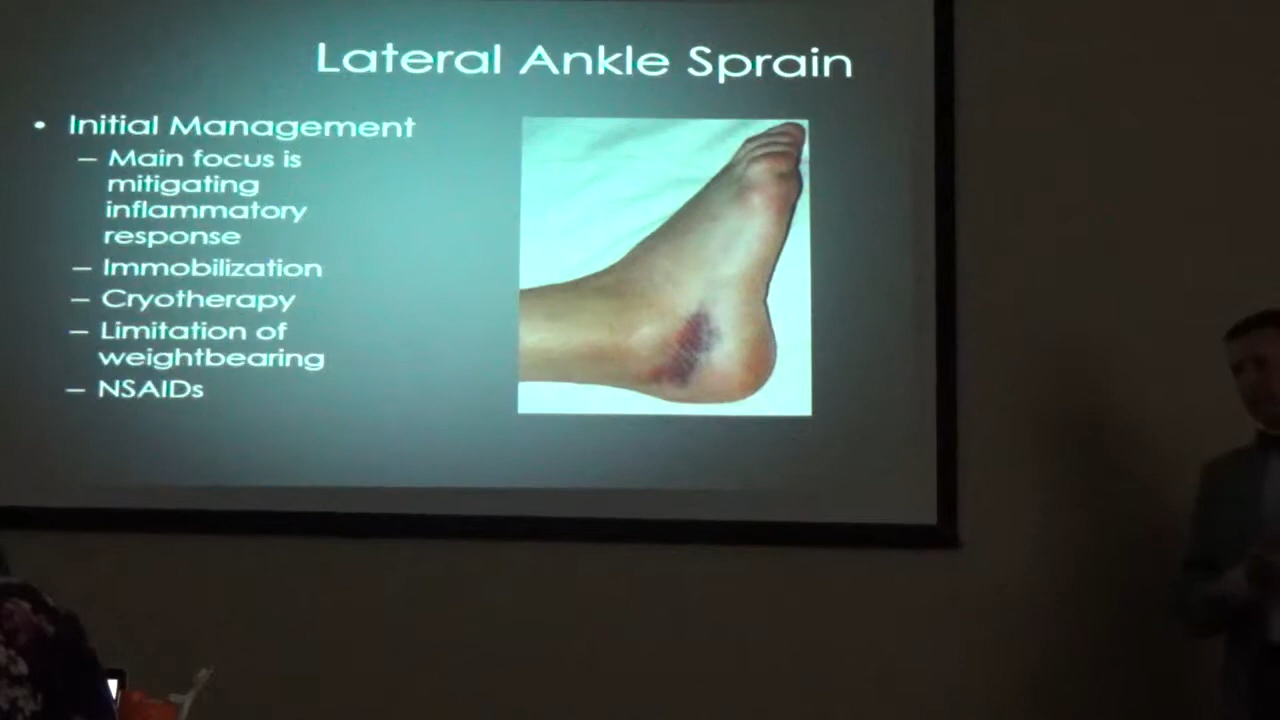 Lateral Ankle Sprain
• Initial Management
– Main focus is
mitigating
inflammatory
response
– Immobilization
– Cryotherapy
– Limitation of
weightbearing
– NSAIDs